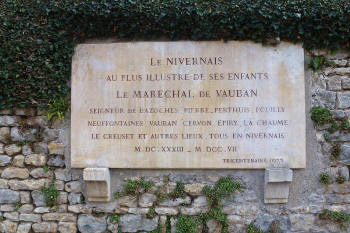 LE NIVERNAIS
AU PLUS ILLUSTRE DE SES ENFANTS
LE MARECHAL DE VAUBAN
SEIGNEUR DE BAZOCHES, PIERRE-PERTHUIS, POUILLY
NEUFFONTAINES VAUBAN CERVON EPIRY LA CHAUME
LE CREUSET ET AUTRES LIEUX, TOUS EN NIVERNAIS
M.DC.XXXIII — M.DCC.VII
TRICENTENAIRE 1933